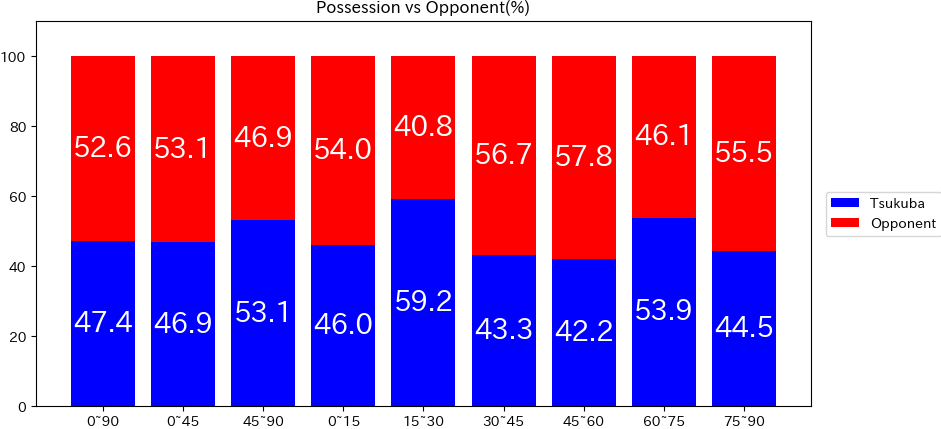 Possession vs Opponent(%)
100
80
60
40
20
0
52.6 53.1 46.9 54.0 40.8 56.7 57.8 46.1 55.5
47.4 46.9 53.1 46.0 59.2 43.3 42.2 53.9 44.5
0~90 0~45 45~90 0~15 15~30 30~45 45~60 60~75 75~90
Tsukuba
Opponent